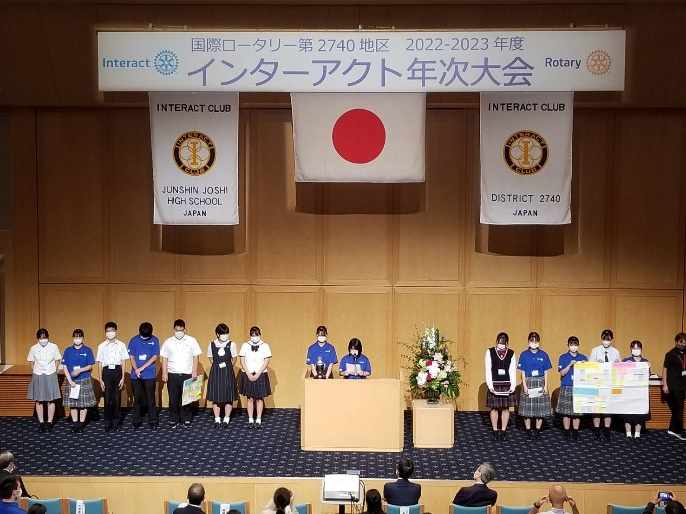 国際ロータリー第2740地区 2022-2023年度
Interact
インターアクト年次大会
Rotary
INTERACT CLUB
INTERACT
CLUB
JUNSHIN JOSHI
HIGH SCHOOL
JAPAN
INTERACT CLUB
INTERACT
CLUB
DISTRICT 2740
JAPAN